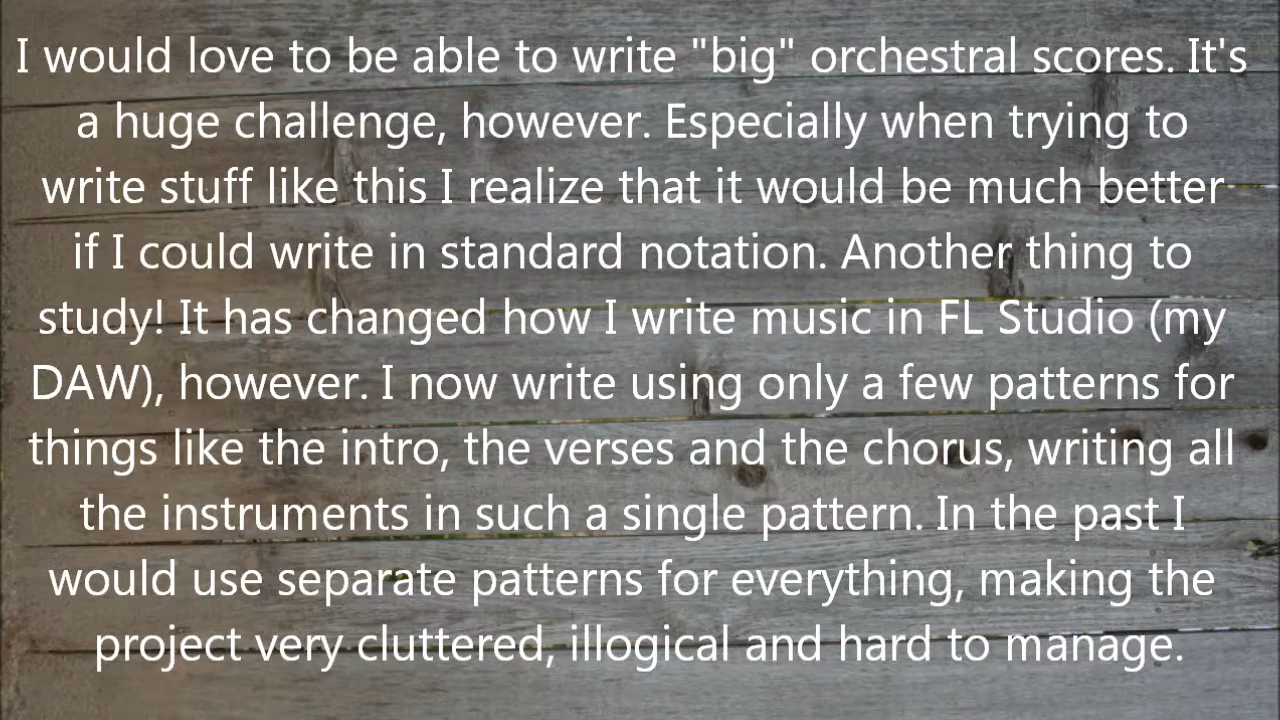 I would love to be able to write "big" orchestral scores. It's
a huge challenge, however. Especially when trying to
write stuff like this I realize that it would be much better
if I could write in standard notation. Another thing to
study! It has changed how I write music in FL Studio (my
DAW), however. I now write using only a few patterns for
things like the intro, the verses and the chorus, writing all
the instruments in such a single pattern. In the past I
would use separate patterns for everything, making the
project very cluttered, illogical and hard to manage.